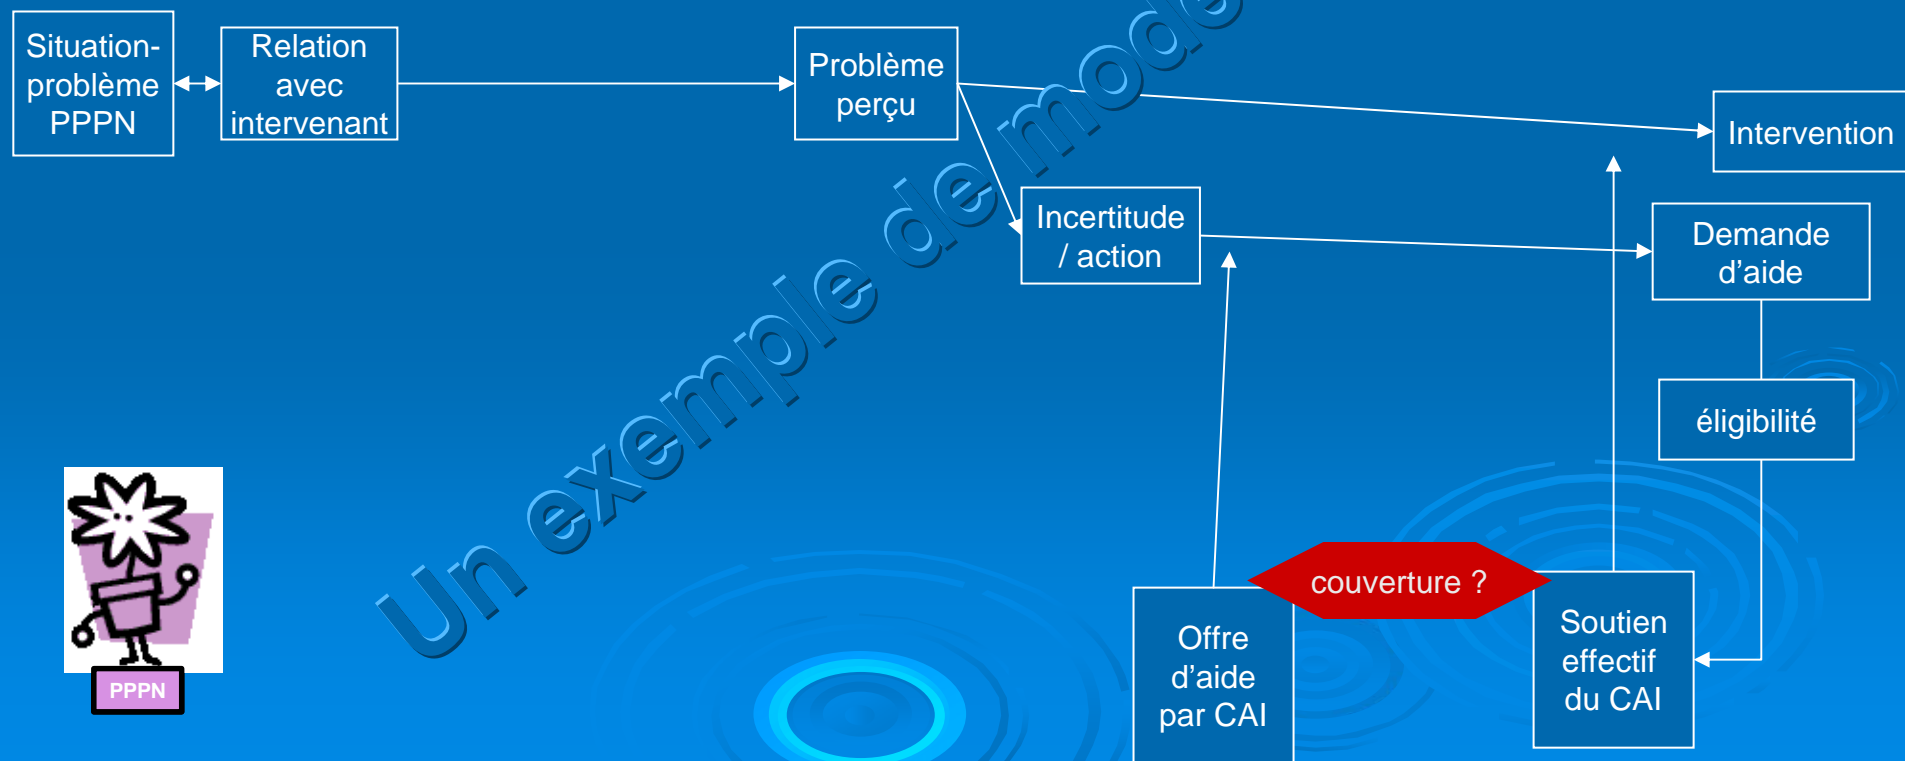 Situation-
problème
PPPN
Relation
avec
intervenant
Problème
perçu
Intervention
Incertitude
/ action
Demande
d’aide
éligibilité
Un exemple de
couverture ?
Offre
d’aide
par CAI
Soutien
effectif
du CAI
PPPN